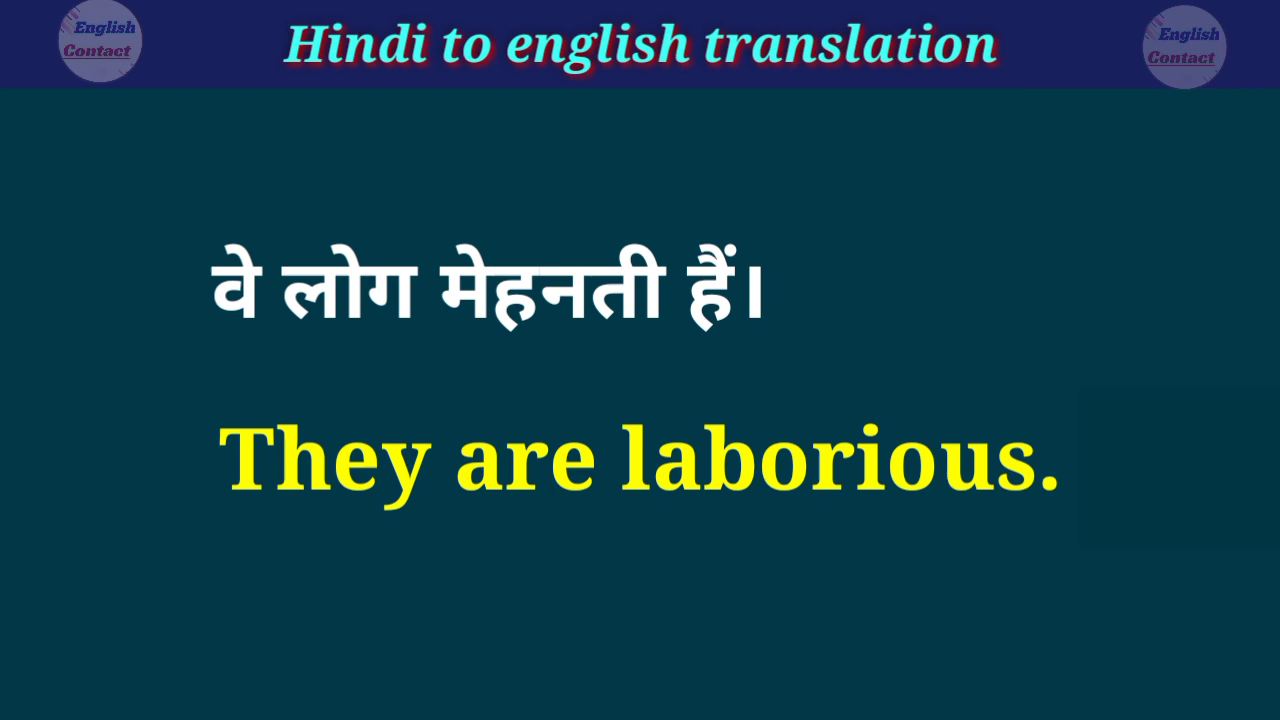 English
Contact
Hindi to english translation
English
Contact
वे लोग मेहनती हैं।
They are laborious.